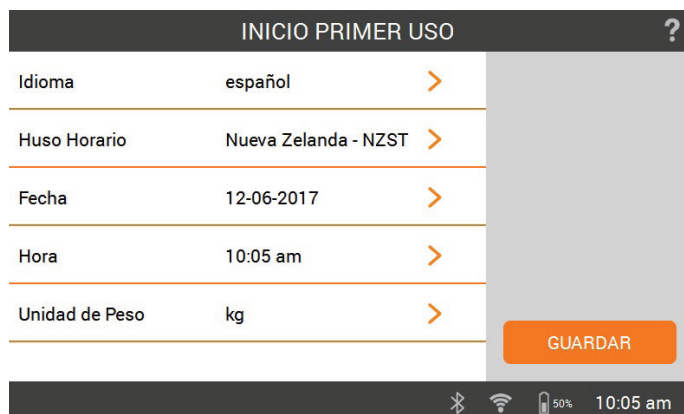 INICIO PRIMER USO ?
Idioma español
Huso Horario Nueva Zelanda - NZST
Fecha 12-06-2017
Hora 10:05 am
Unidad de Peso kg
GUARDAR
50% 10:05 am